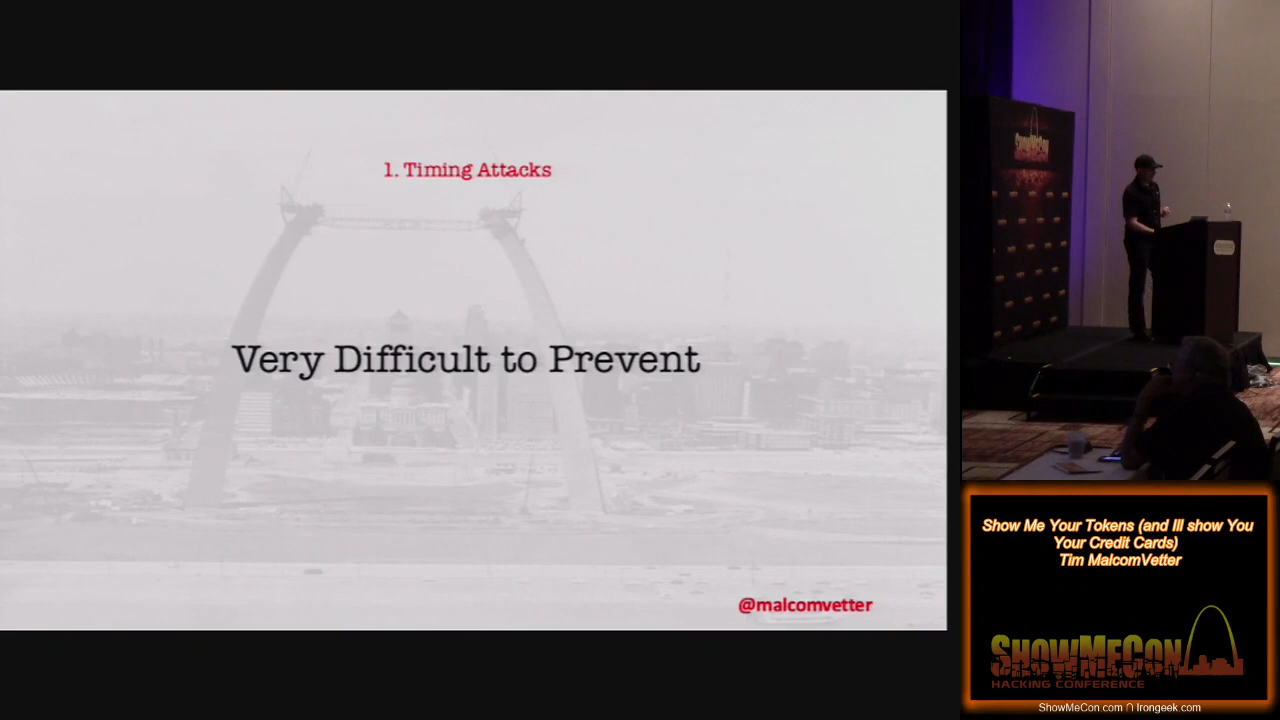 1. Timing Attacks
Very Difficult to Prevent
@malcomvetter
SHOWMECON
Show Me Your Tokens (and Ill show You
Your Credit Cards)
Tim MalcomVetter
SHOWMECON
HACKING CONFERENCE
ShowMeCon.com ∩ Irongeek.com